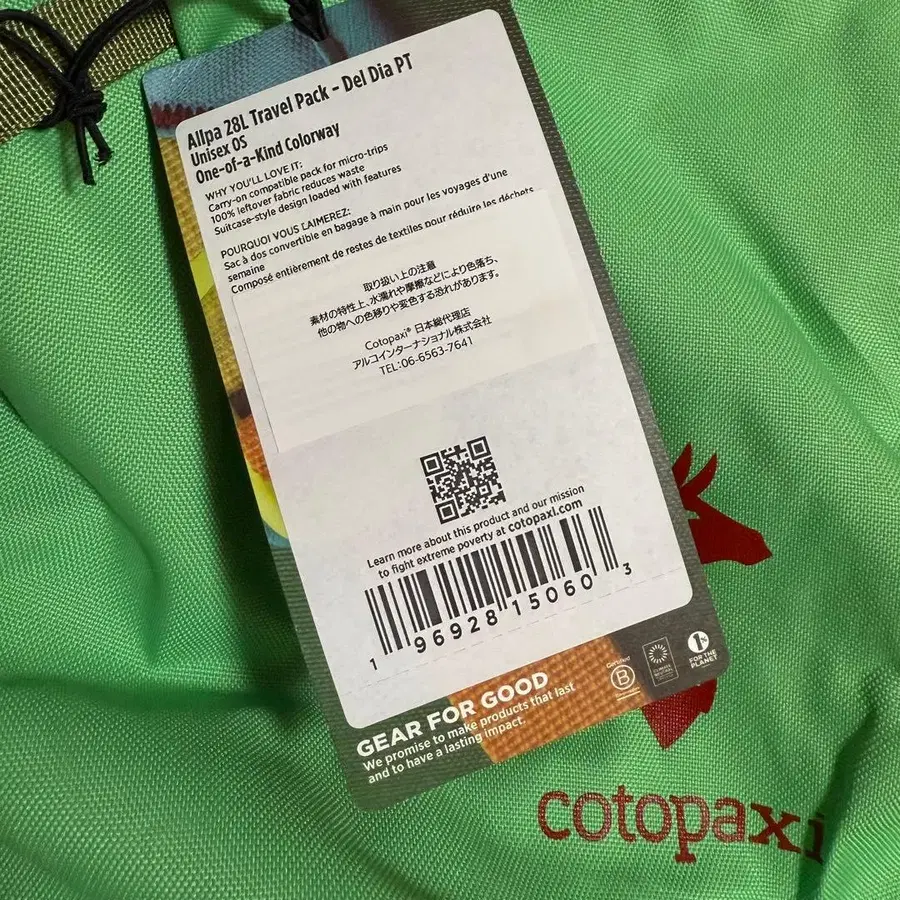 Allpa 28L Travel Pack - Del Dia PT
Unisex OS
One-of-a-Kind Colorway
WHY YOU'LL LOVE IT:
Carry-on compatible pack for micro-trips
100% leftover fabric reduces waste
Suitcase-style design loaded with features
POURQUOI VOUS L'AIMEREZ:
Sac à dos convertible en bagage à main pour les voyages d'une
semaine
Composé entièrement de restes de textiles pour réduire les déchets
取り扱い上の注意
素材の特性上、水濡れや摩擦などにより色落ち、
他の物への色移りや変色する恐れがあります。
Cotopaxi® 日本総代理店
アルコインターナショナル株式会社
TEL:06-6563-7641
Learn more about this product and our mission
to fight extreme poverty at cotopaxi.com
1 96928 15060 3
GEAR FOR GOOD
We promise to make products that last
and to have a lasting impact.
Certified
B
1%
FOR THE
PLANET
cotopaxi